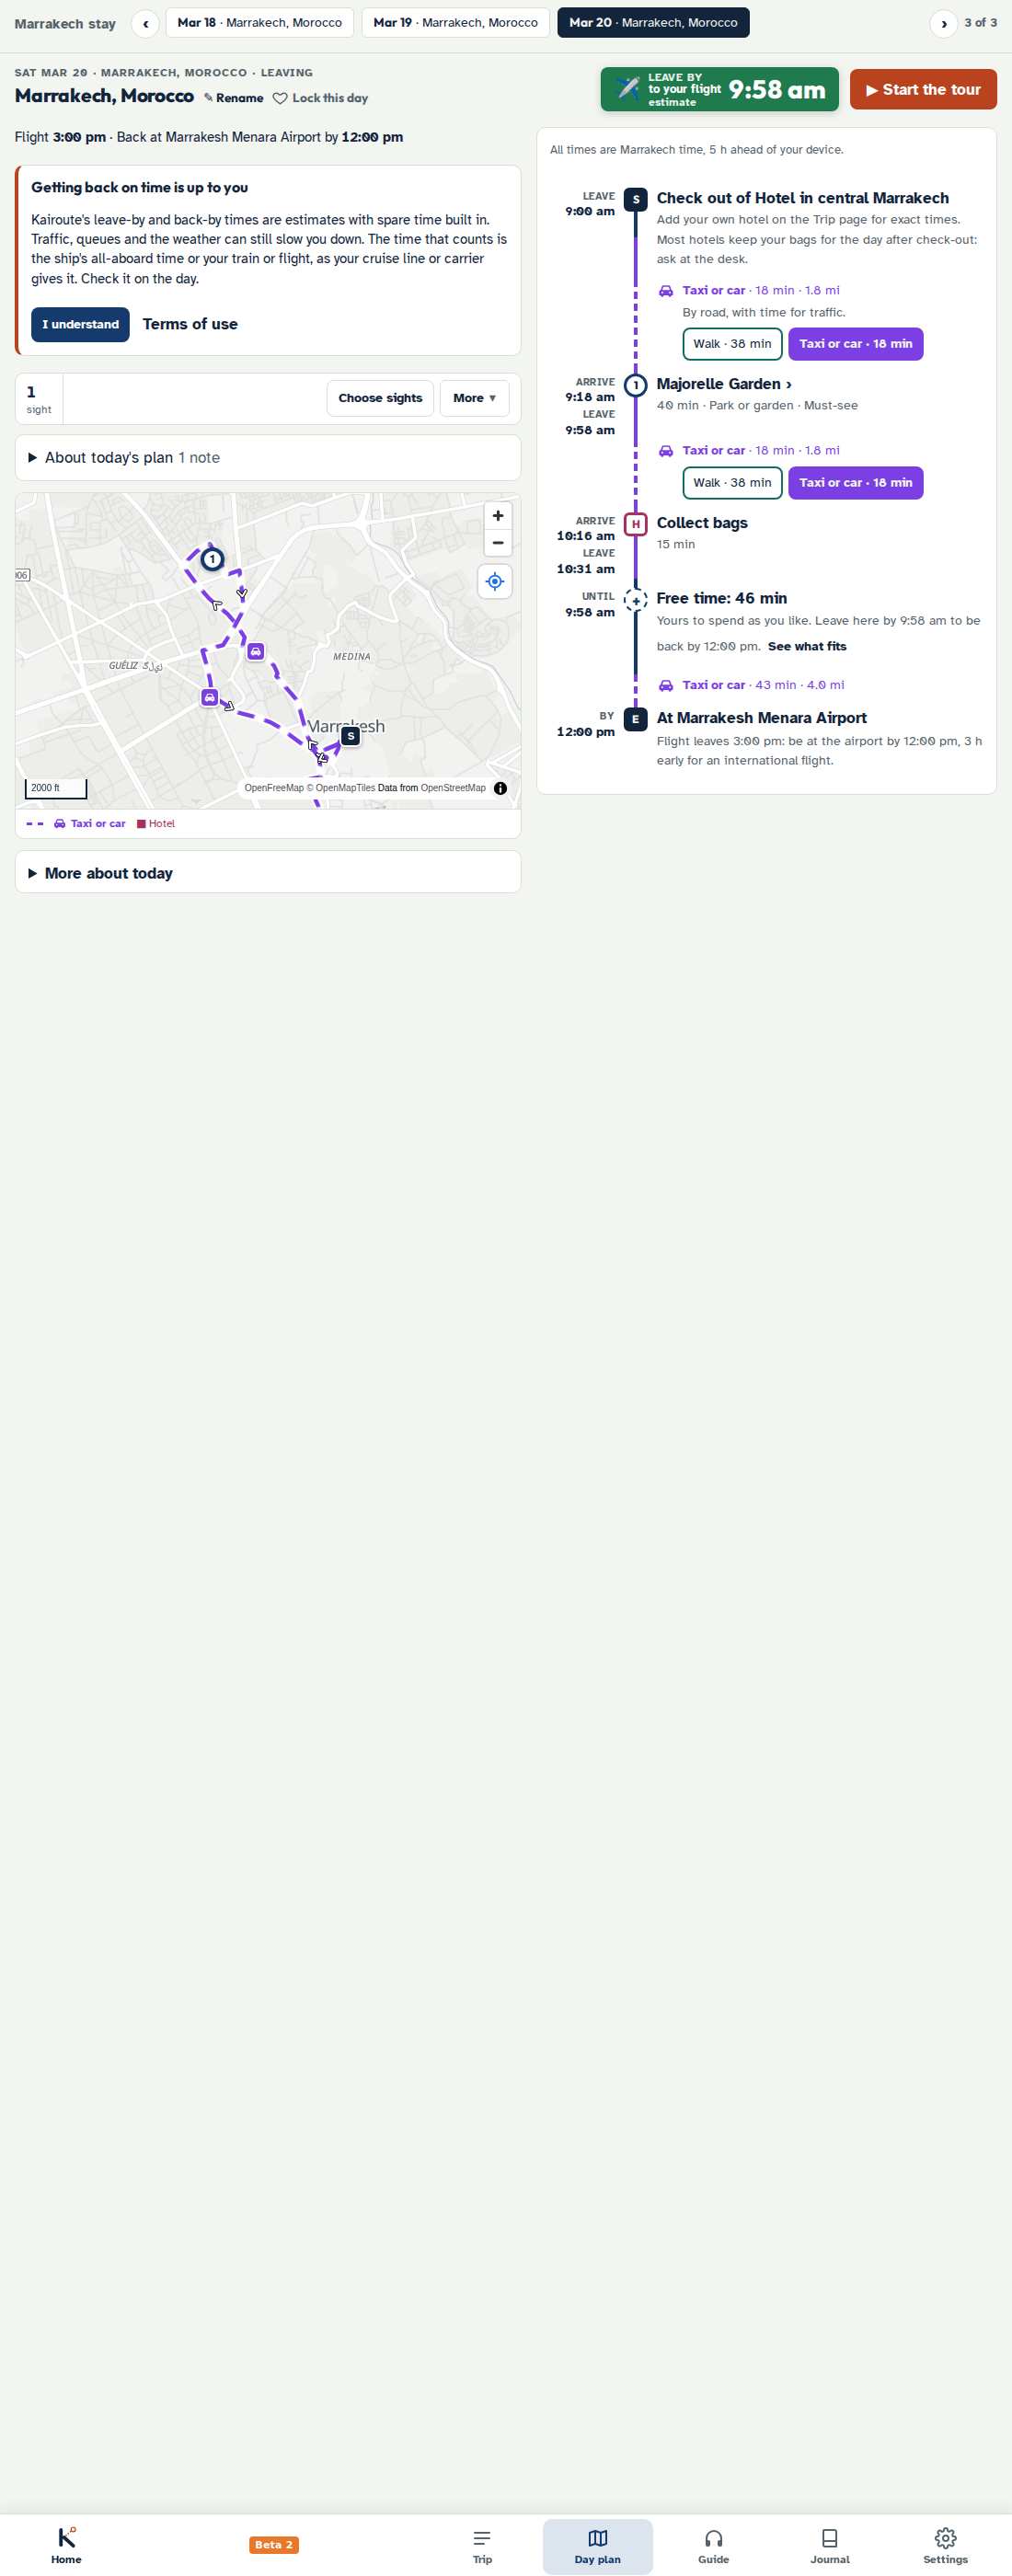 Marrakech stay
‹
Mar 18 · Marrakech, Morocco
Mar 19 · Marrakech, Morocco
Mar 20 · Marrakech, Morocco
›
3 of 3
SAT MAR 20 · MARRAKECH, MOROCCO · LEAVING
Marrakech, Morocco
✎ Rename
Lock this day
LEAVE BY
to your flight
estimate
9:58 am
▶ Start the tour
Flight 3:00 pm · Back at Marrakesh Menara Airport by 12:00 pm
Getting back on time is up to you
Kairoute's leave-by and back-by times are estimates with spare time built in.
Traffic, queues and the weather can still slow you down. The time that counts is
the ship's all-aboard time or your train or flight, as your cruise line or carrier
gives it. Check it on the day.
I understand
Terms of use
1
sight
Choose sights
More ▼
▶ About today's plan 1 note
+
−
1
06
GUÉLIZ
MEDINA
Marrakesh
S
2000 ft
OpenFreeMap © OpenMapTiles Data from OpenStreetMap
Taxi or car
Hotel
▶ More about today
All times are Marrakech time, 5 h ahead of your device.
LEAVE
9:00 am
S
Check out of Hotel in central Marrakech
Add your own hotel on the Trip page for exact times.
Most hotels keep your bags for the day after check-out:
ask at the desk.
Taxi or car · 18 min · 1.8 mi
By road, with time for traffic.
Walk · 38 min
Taxi or car · 18 min
ARRIVE
9:18 am
LEAVE
9:58 am
1
Majorelle Garden ›
40 min · Park or garden · Must-see
Taxi or car · 18 min · 1.8 mi
Walk · 38 min
Taxi or car · 18 min
ARRIVE
10:16 am
LEAVE
10:31 am
H
Collect bags
15 min
UNTIL
9:58 am
+
Free time: 46 min
Yours to spend as you like. Leave here by 9:58 am to be
back by 12:00 pm. See what fits
Taxi or car · 43 min · 4.0 mi
BY
12:00 pm
E
At Marrakesh Menara Airport
Flight leaves 3:00 pm: be at the airport by 12:00 pm, 3 h
early for an international flight.
Home
Beta 2
Trip
Day plan
Guide
Journal
Settings